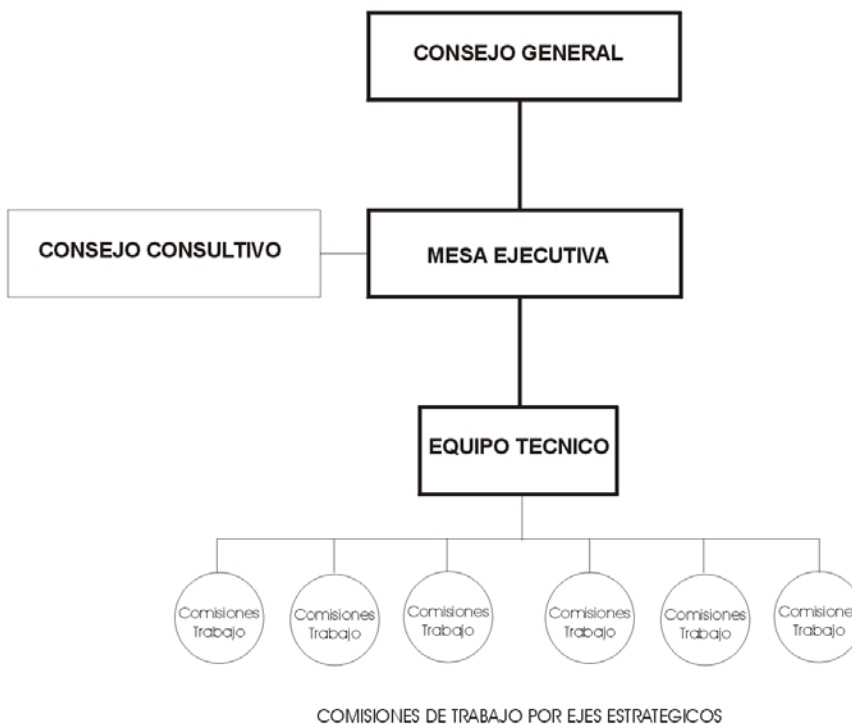 CONSEJO GENERAL
CONSEJO CONSULTIVO
MESA EJECUTIVA
EQUIPO TECNICO
Comisiones
Trabajo
Comisiones
Trabajo
Comisiones
Trabajo
Comisiones
Trabajo
Comisiones
Trabajo
Comisiones
Trabajo
COMISIONES DE TRABAJO POR EJES ESTRATEGICOS